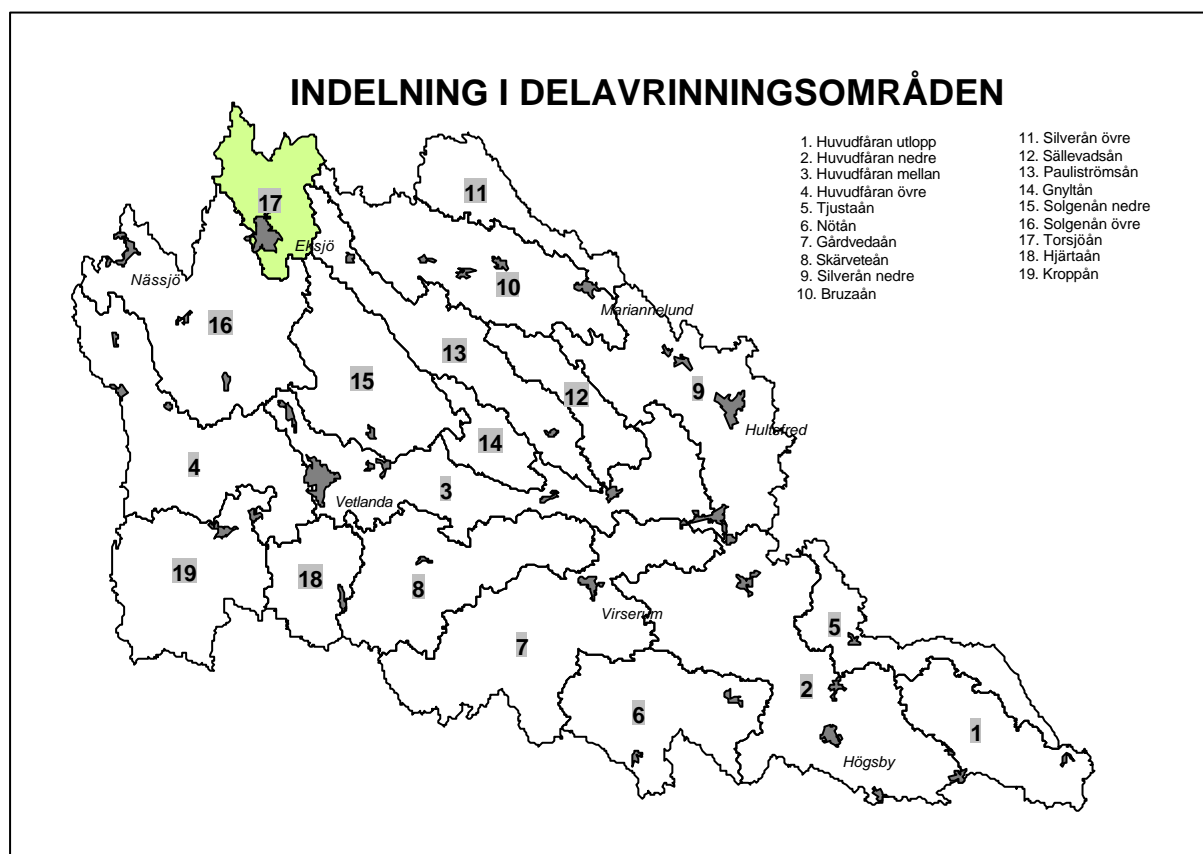 INDELNING I DELAVRINNINGSOMRÅDEN
1. Huvudfåran utlopp
2. Huvudfåran nedre
3. Huvudfåran mellan
4. Huvudfåran övre
5. Tjustaån
6. Nötån
7. Gårdvedaån
8. Skärveteån
9. Silverån nedre
10. Bruzaån
11. Silverån övre
12. Sällevadsån
13. Pauliströmsån
14. Gnyltån
15. Solgenån nedre
16. Solgenån övre
17. Torsjöån
18. Hjärtaån
19. Kroppån
11
17
Eksjö
Nässjö
10
Mariannelund
16
13
15
12
9
Hultsfred
14
4
3
Vetlanda
19
18
8
Virserum
5
7
2
6
1
Högsby